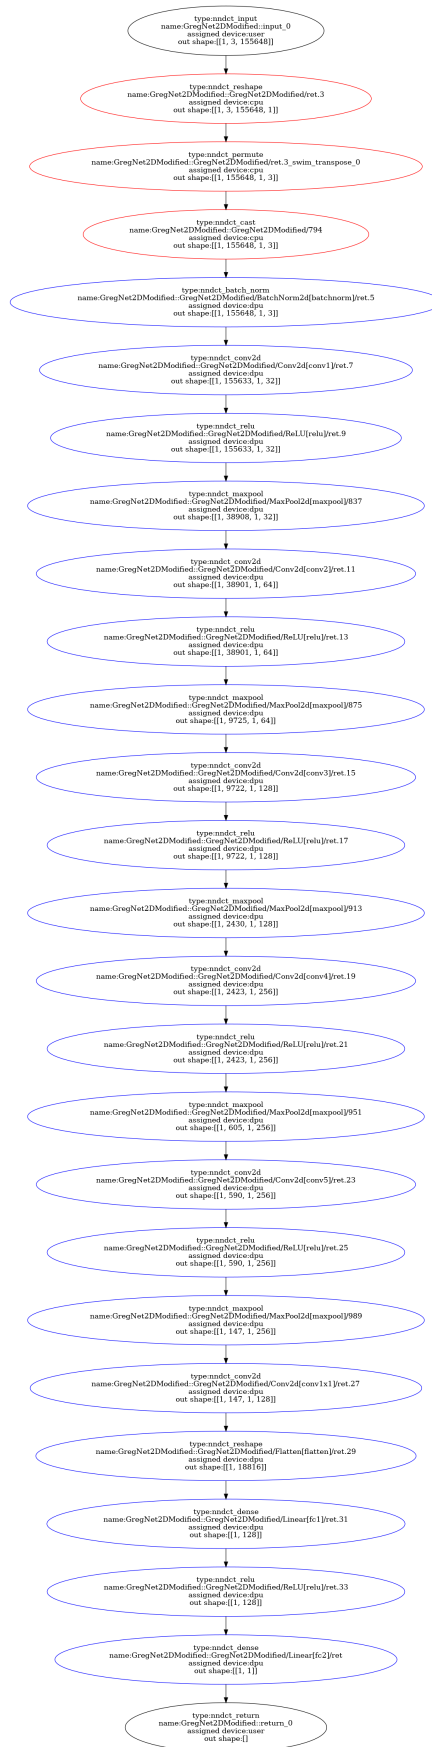 type:nndct_input
name:GregNet2DModified::input_0
assigned device:user
out shape:[[1, 3, 155648]]
type:nndct_reshape
name:GregNet2DModified::GregNet2DModified/ret.3
assigned device:cpu
out shape:[[1, 3, 155648, 1]]
type:nndct_permute
name:GregNet2DModified::GregNet2DModified/ret.3_swim_transpose_0
assigned device:cpu
out shape:[[1, 155648, 1, 3]]
type:nndct_cast
name:GregNet2DModified::GregNet2DModified/794
assigned device:cpu
out shape:[[1, 155648, 1, 3]]
type:nndct_batch_norm
name:GregNet2DModified::GregNet2DModified/BatchNorm2d[batchnorm]/ret.5
assigned device:dpu
out shape:[[1, 155648, 1, 3]]
type:nndct_conv2d
name:GregNet2DModified::GregNet2DModified/Conv2d[conv1]/ret.7
assigned device:dpu
out shape:[[1, 155633, 1, 32]]
type:nndct_relu
name:GregNet2DModified::GregNet2DModified/ReLU[relu]/ret.9
assigned device:dpu
out shape:[[1, 155633, 1, 32]]
type:nndct_maxpool
name:GregNet2DModified::GregNet2DModified/MaxPool2d[maxpool]/837
assigned device:dpu
out shape:[[1, 38908, 1, 32]]
type:nndct_conv2d
name:GregNet2DModified::GregNet2DModified/Conv2d[conv2]/ret.11
assigned device:dpu
out shape:[[1, 38901, 1, 64]]
type:nndct_relu
name:GregNet2DModified::GregNet2DModified/ReLU[relu]/ret.13
assigned device:dpu
out shape:[[1, 38901, 1, 64]]
type:nndct_maxpool
name:GregNet2DModified::GregNet2DModified/MaxPool2d[maxpool]/875
assigned device:dpu
out shape:[[1, 9725, 1, 64]]
type:nndct_conv2d
name:GregNet2DModified::GregNet2DModified/Conv2d[conv3]/ret.15
assigned device:dpu
out shape:[[1, 9722, 1, 128]]
type:nndct_relu
name:GregNet2DModified::GregNet2DModified/ReLU[relu]/ret.17
assigned device:dpu
out shape:[[1, 9722, 1, 128]]
type:nndct_maxpool
name:GregNet2DModified::GregNet2DModified/MaxPool2d[maxpool]/913
assigned device:dpu
out shape:[[1, 2430, 1, 128]]
type:nndct_conv2d
name:GregNet2DModified::GregNet2DModified/Conv2d[conv4]/ret.19
assigned device:dpu
out shape:[[1, 2423, 1, 256]]
type:nndct_relu
name:GregNet2DModified::GregNet2DModified/ReLU[relu]/ret.21
assigned device:dpu
out shape:[[1, 2423, 1, 256]]
type:nndct_maxpool
name:GregNet2DModified::GregNet2DModified/MaxPool2d[maxpool]/951
assigned device:dpu
out shape:[[1, 605, 1, 256]]
type:nndct_conv2d
name:GregNet2DModified::GregNet2DModified/Conv2d[conv5]/ret.23
assigned device:dpu
out shape:[[1, 590, 1, 256]]
type:nndct_relu
name:GregNet2DModified::GregNet2DModified/ReLU[relu]/ret.25
assigned device:dpu
out shape:[[1, 590, 1, 256]]
type:nndct_maxpool
name:GregNet2DModified::GregNet2DModified/MaxPool2d[maxpool]/989
assigned device:dpu
out shape:[[1, 147, 1, 256]]
type:nndct_conv2d
name:GregNet2DModified::GregNet2DModified/Conv2d[conv1x1]/ret.27
assigned device:dpu
out shape:[[1, 147, 1, 128]]
type:nndct_reshape
name:GregNet2DModified::GregNet2DModified/Flatten[flatten]/ret.29
assigned device:dpu
out shape:[[1, 18816]]
type:nndct_dense
name:GregNet2DModified::GregNet2DModified/Linear[fc1]/ret.31
assigned device:dpu
out shape:[[1, 128]]
type:nndct_relu
name:GregNet2DModified::GregNet2DModified/ReLU[relu]/ret.33
assigned device:dpu
out shape:[[1, 128]]
type:nndct_dense
name:GregNet2DModified::GregNet2DModified/Linear[fc2]/ret
assigned device:dpu
out shape:[[1, 1]]
type:nndct_return
name:GregNet2DModified::return_0
assigned device:user
out shape:[]